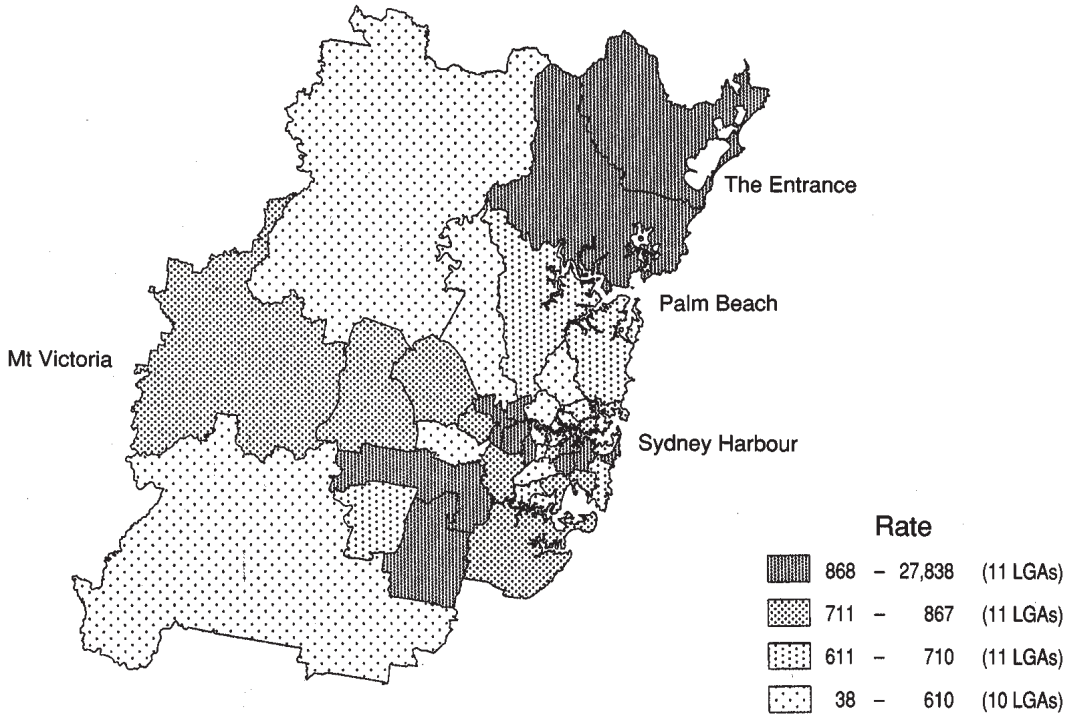 The Entrance
Palm Beach
Mt Victoria
Sydney Harbour
Rate
868 – 27,838 (11 LGAs)
711 – 867 (11 LGAs)
611 – 710 (11 LGAs)
38 – 610 (10 LGAs)